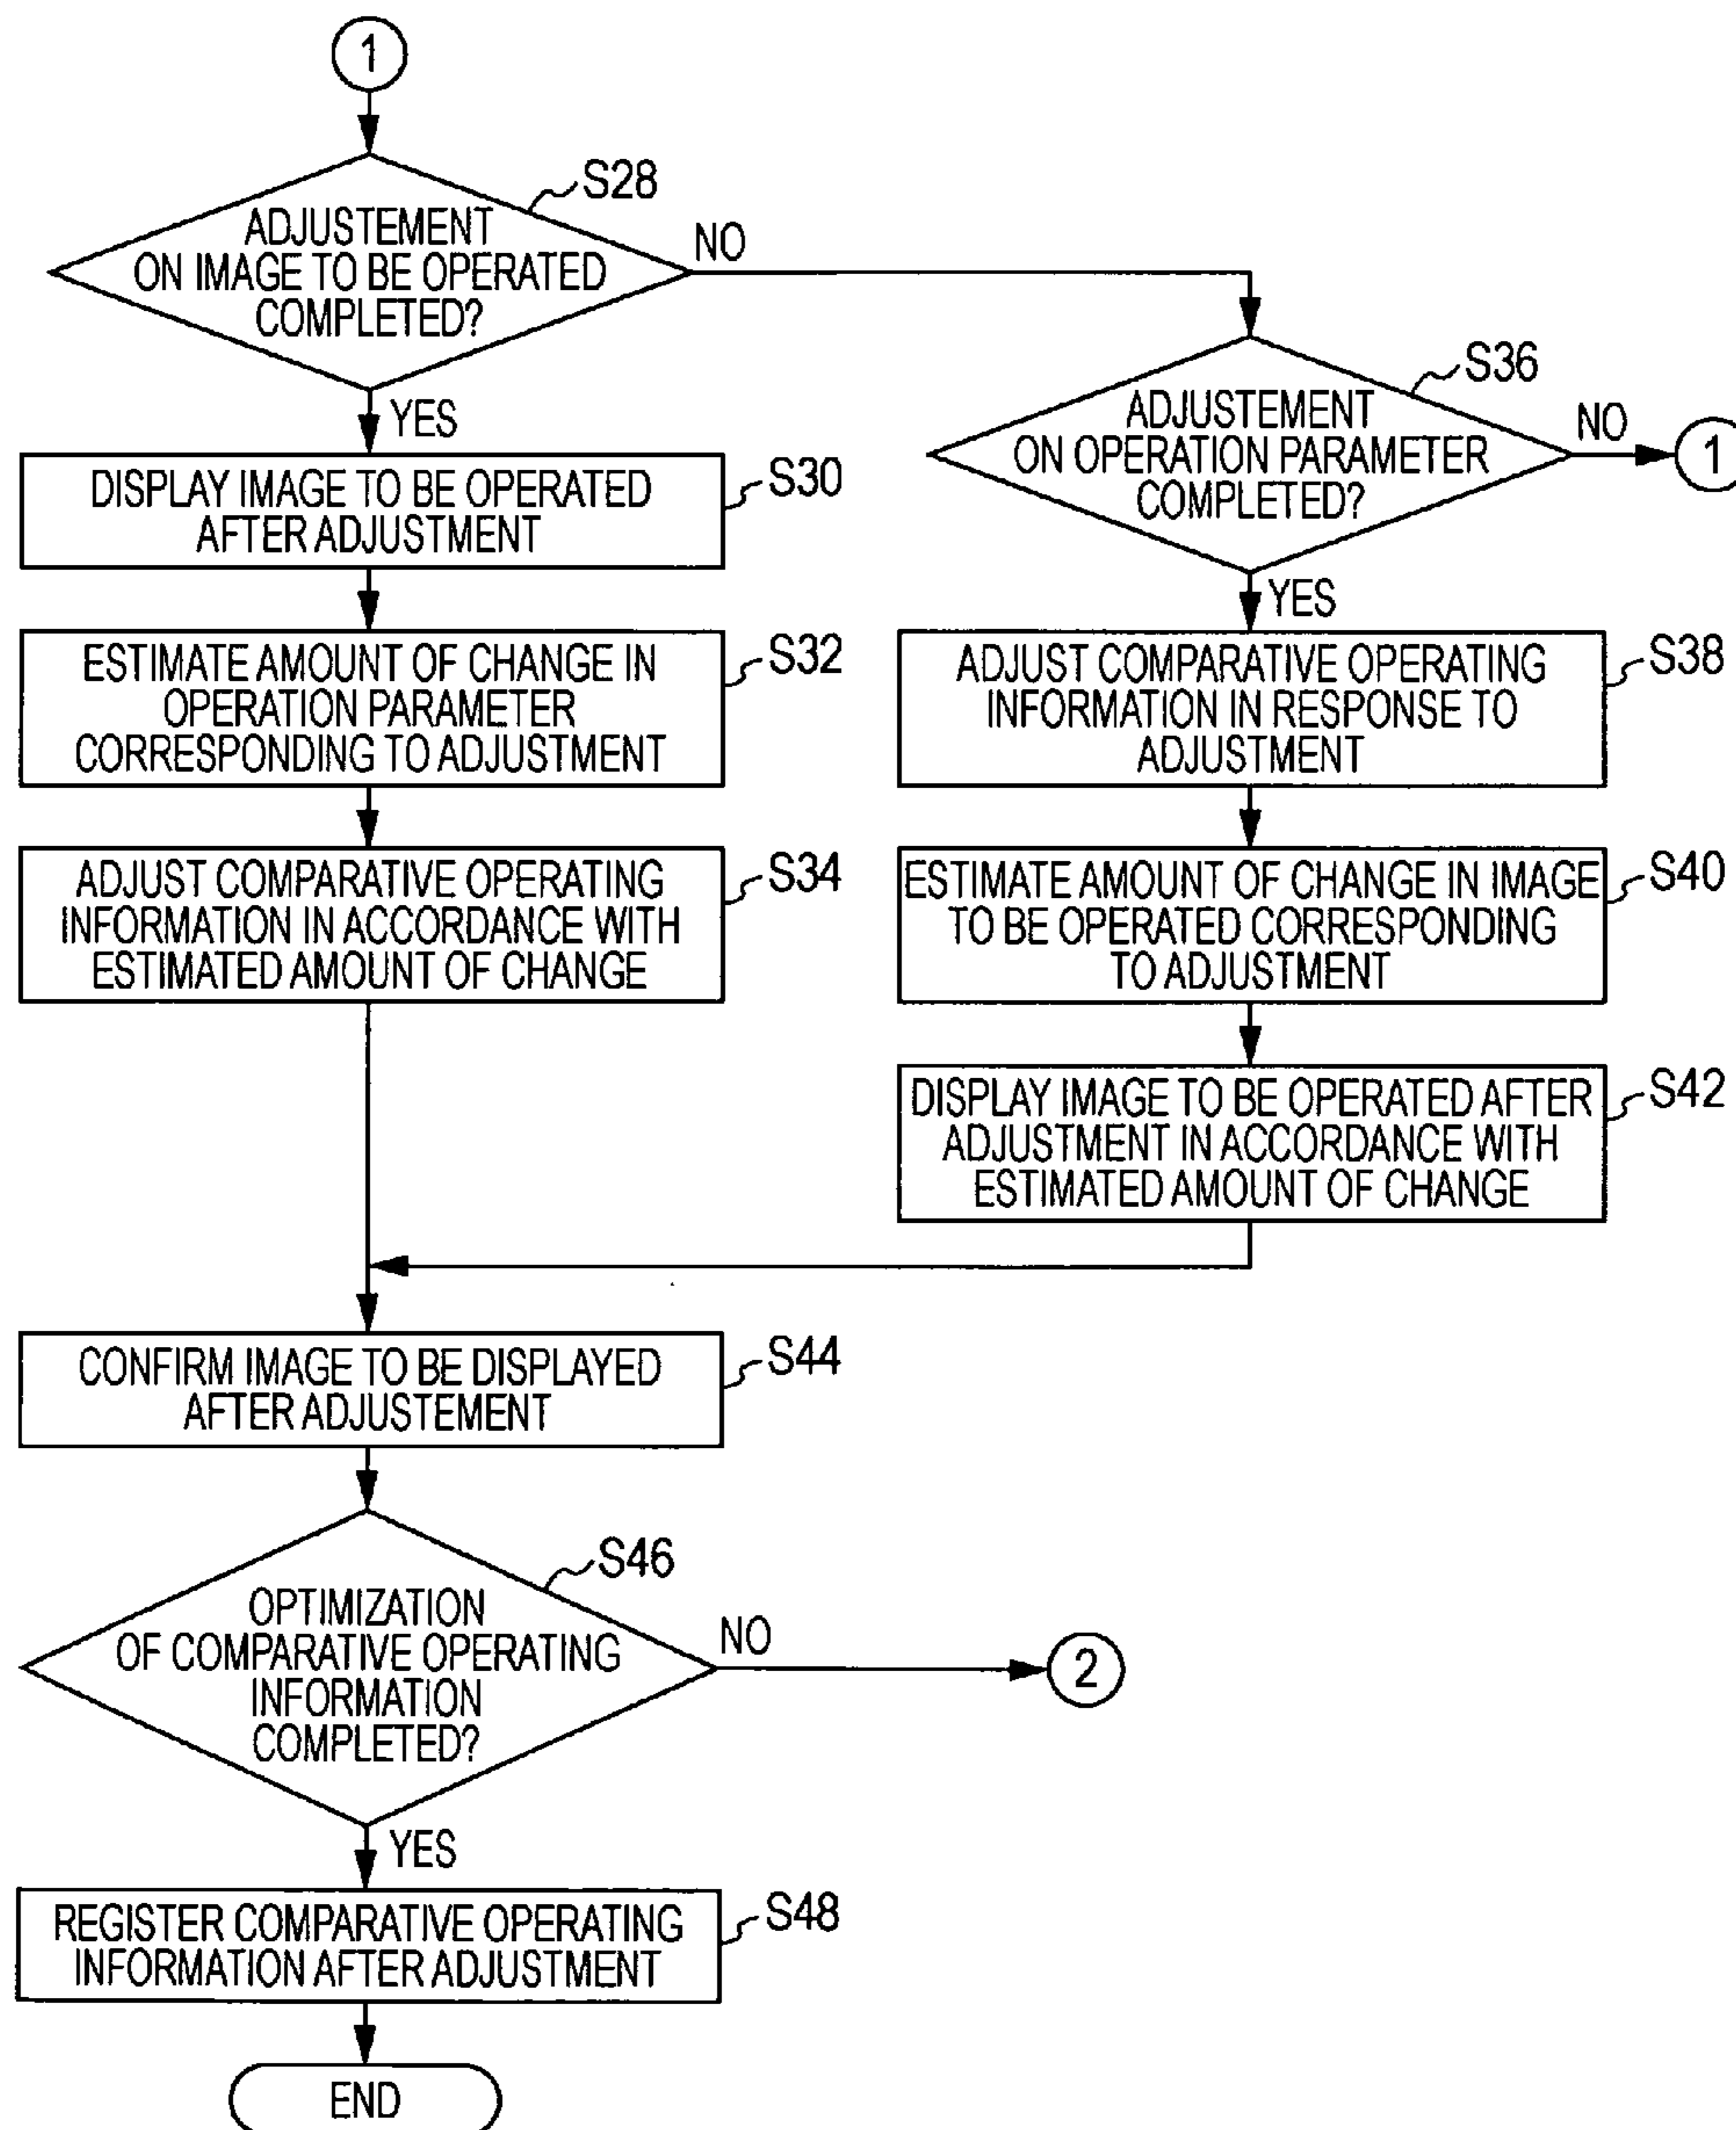 1
S28
ADJUSTEMENT
ON IMAGE TO BE OPERATED
COMPLETED?
NO
YES
S36
ADJUSTEMENT
ON OPERATION PARAMETER
COMPLETED?
NO
1
YES
S30
DISPLAY IMAGE TO BE OPERATED
AFTER ADJUSTMENT
S32
ESTIMATE AMOUNT OF CHANGE IN
OPERATION PARAMETER
CORRESPONDING TO ADJUSTMENT
S34
ADJUST COMPARATIVE OPERATING
INFORMATION IN ACCORDANCE WITH
ESTIMATED AMOUNT OF CHANGE
S38
ADJUST COMPARATIVE OPERATING
INFORMATION IN RESPONSE TO
ADJUSTMENT
S40
ESTIMATE AMOUNT OF CHANGE IN IMAGE
TO BE OPERATED CORRESPONDING
TO ADJUSTMENT
S42
DISPLAY IMAGE TO BE OPERATED AFTER
ADJUSTMENT IN ACCORDANCE WITH
ESTIMATED AMOUNT OF CHANGE
S44
CONFIRM IMAGE TO BE DISPLAYED
AFTER ADJUSTEMENT
S46
OPTIMIZATION
OF COMPARATIVE OPERATING
INFORMATION
COMPLETED?
NO
2
YES
S48
REGISTER COMPARATIVE OPERATING
INFORMATION AFTER ADJUSTMENT
END